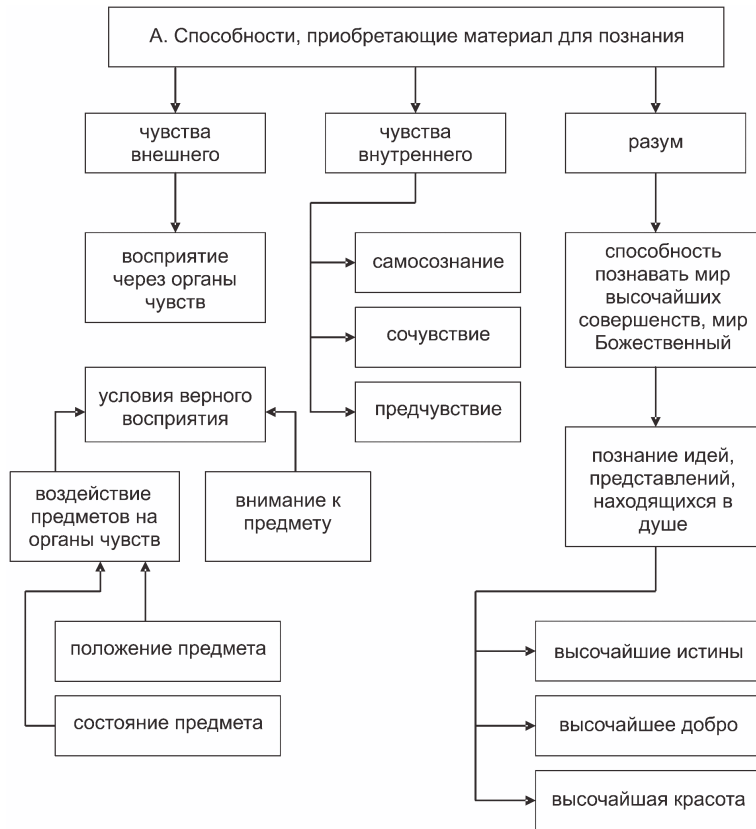 А. Способности, приобретающие материал для познания
чувства
внешнего
чувства
внутреннего
разум
восприятие
через органы
чувств
самосознание
сочувствие
предчувствие
способность
познавать мир
высочайших
совершенств, мир
Божественный
условия верного
восприятия
воздействие
предметов на
органы чувств
внимание к
предмету
познание идей,
представлений,
находящихся в
душе
положение предмета
состояние предмета
высочайшие истины
высочайшее добро
высочайшая красота